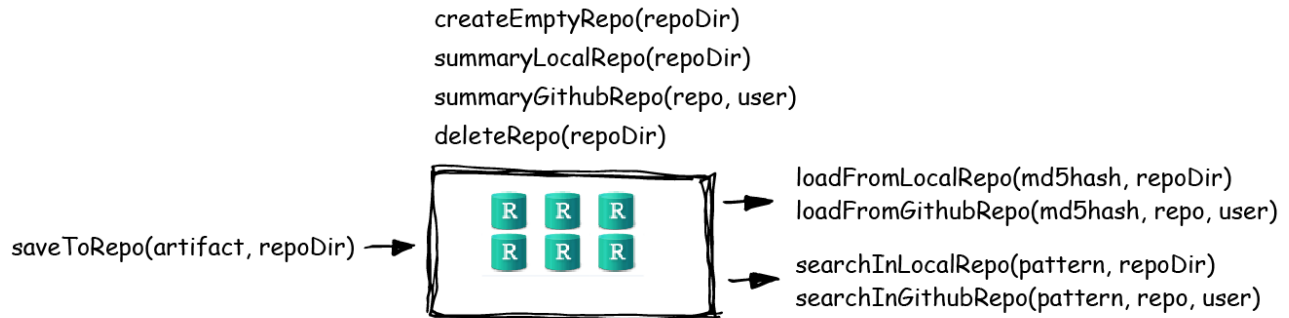 createEmptyRepo(repoDir)
summaryLocalRepo(repoDir)
summaryGithubRepo(repo, user)
deleteRepo(repoDir)
saveToRepo(artifact, repoDir)
R R R
R R R
loadFromLocalRepo(md5hash, repoDir)
loadFromGithubRepo(md5hash, repo, user)
searchInLocalRepo(pattern, repoDir)
searchInGithubRepo(pattern, repo, user)